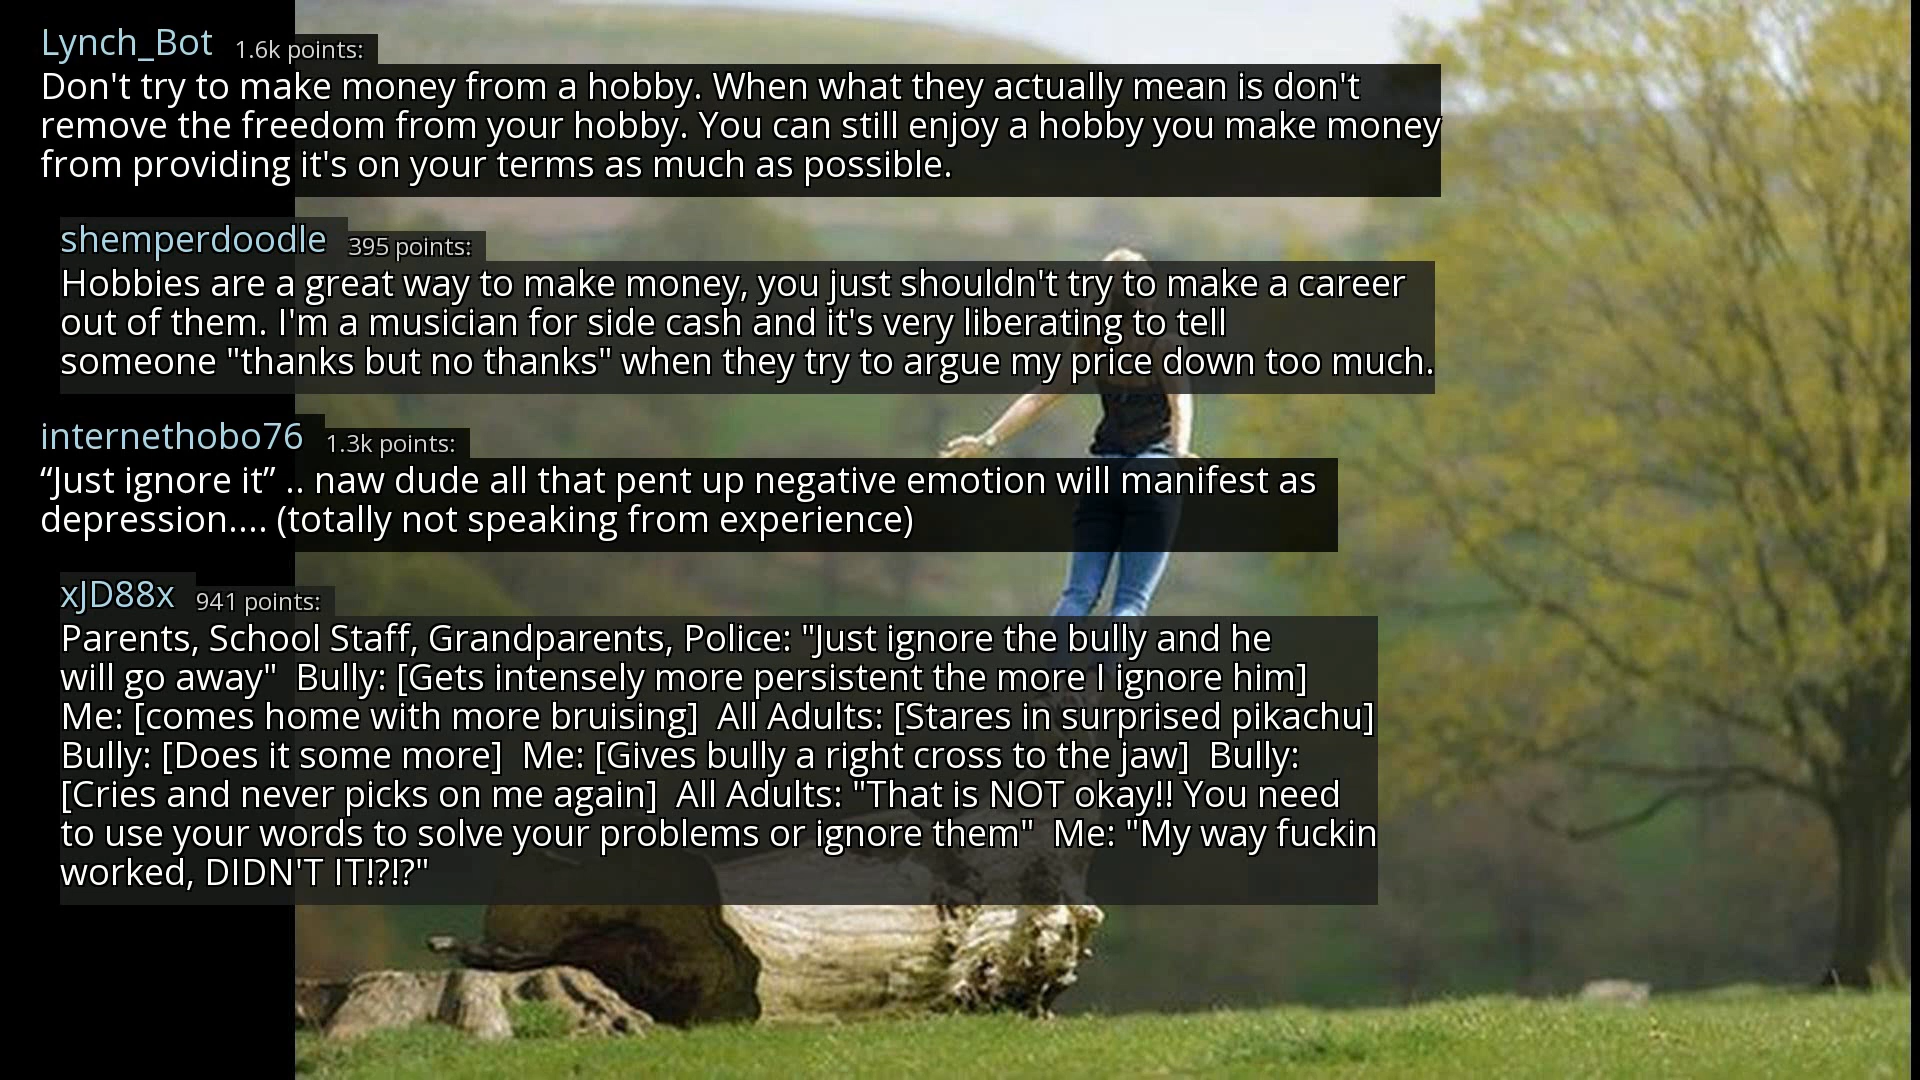 Lynch_Bot 1.6k points:
Don't try to make money from a hobby. When what they actually mean is don't
remove the freedom from your hobby. You can still enjoy a hobby you make money
from providing it's on your terms as much as possible.
shemperdoodle 395 points:
Hobbies are a great way to make money, you just shouldn't try to make a career
out of them. I'm a musician for side cash and it's very liberating to tell
someone "thanks but no thanks" when they try to argue my price down too much.
internethobo76 1.3k points:
“Just ignore it” .. naw dude all that pent up negative emotion will manifest as
depression.... (totally not speaking from experience)
xJD88x 941 points:
Parents, School Staff, Grandparents, Police: "Just ignore the bully and he
will go away"  Bully: [Gets intensely more persistent the more I ignore him]
Me: [comes home with more bruising]  All Adults: [Stares in surprised pikachu]
Bully: [Does it some more]  Me: [Gives bully a right cross to the jaw]  Bully:
[Cries and never picks on me again]  All Adults: "That is NOT okay!! You need
to use your words to solve your problems or ignore them"  Me: "My way fuckin
worked, DIDN'T IT!?!?"